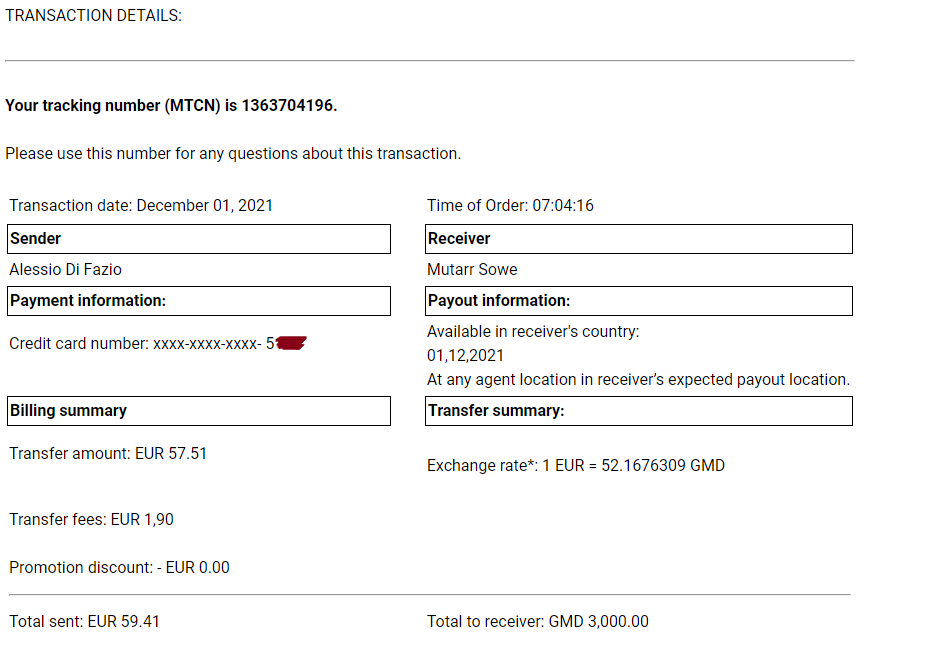 TRANSACTION DETAILS:
Your tracking number (MTCN) is 1363704196.
Please use this number for any questions about this transaction.
Transaction date: December 01, 2021
Time of Order: 07:04:16
Sender
Receiver
Alessio Di Fazio
Mutarr Sowe
Payment information:
Payout information:
Credit card number: xxxx-xxxx-xxxx- 5
Available in receiver's country:
01,12,2021
At any agent location in receiver’s expected payout location.
Billing summary
Transfer summary:
Transfer amount: EUR 57.51
Exchange rate*: 1 EUR = 52.1676309 GMD
Transfer fees: EUR 1,90
Promotion discount: - EUR 0.00
Total sent: EUR 59.41
Total to receiver: GMD 3,000.00